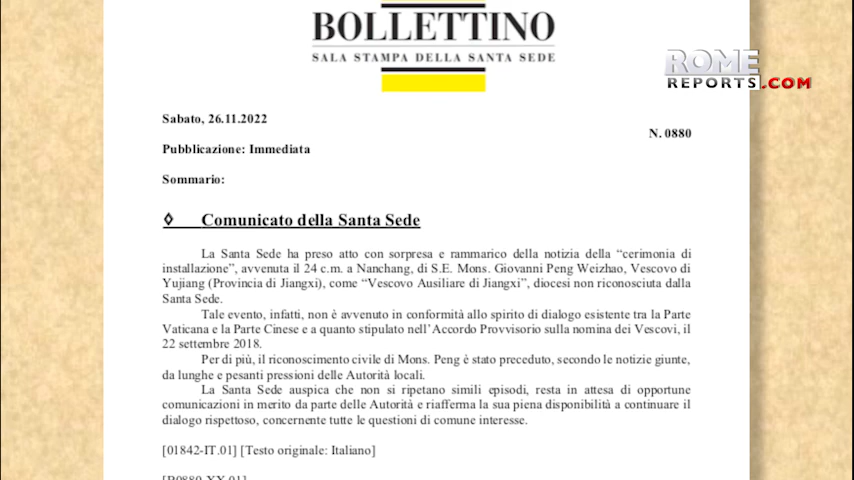 BOLLETTINO
SALA STAMPA DELLA SANTA SEDE
ROME
REPORTS.COM
Sabato, 26.11.2022
N. 0880
Pubblicazione: Immediata
Sommario:
◊ Comunicato della Santa Sede
La Santa Sede ha preso atto con sorpresa e rammarico della notizia della “cerimonia di
installazione”, avvenuta il 24 c.m. a Nanchang, di S.E. Mons. Giovanni Peng Weizhao, Vescovo di
Yujiang (Provincia di Jiangxi), come “Vescovo Ausiliare di Jiangxi”, diocesi non riconosciuta dalla
Santa Sede.
Tale evento, infatti, non è avvenuto in conformità allo spirito di dialogo esistente tra la Parte
Vaticana e la Parte Cinese e a quanto stipulato nell’Accordo Provvisorio sulla nomina dei Vescovi, il
22 settembre 2018.
Per di più, il riconoscimento civile di Mons. Peng è stato preceduto, secondo le notizie giunte,
da lunghe e pesanti pressioni delle Autorità locali.
La Santa Sede auspica che non si ripetano simili episodi, resta in attesa di opportune
comunicazioni in merito da parte delle Autorità e riafferma la sua piena disponibilità a continuare il
dialogo rispettoso, concernente tutte le questioni di comune interesse.
[01842-IT.01] [Testo originale: Italiano]
[B0880-XX.01]